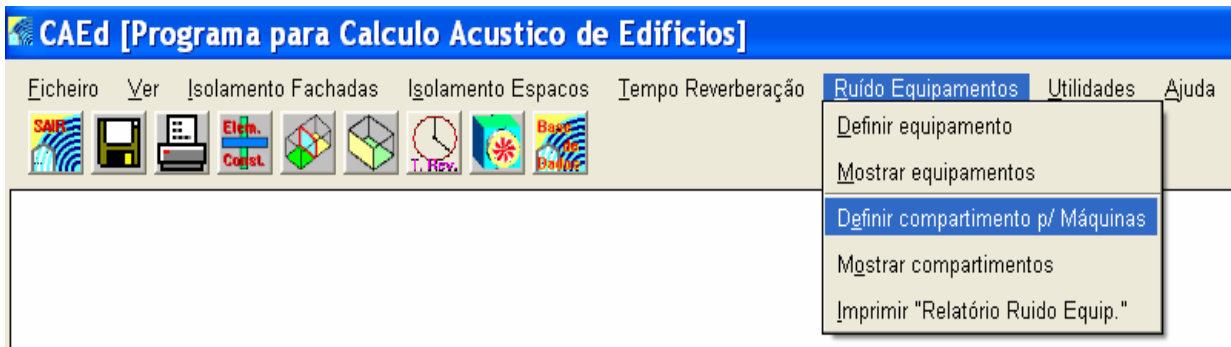 CAEd [Programa para Calculo Acustico de Edificios]
Ficheiro Ver Isolamento Fachadas Isolamento Espacos Tempo Reverberação Ruído Equipamentos Utilidades Ajuda
SAIR Elem. Const. T. Rev. Base de Dados
Definir equipamento
Mostrar equipamentos
Definir compartimento p/ Máquinas
Mostrar compartimentos
Imprimir "Relatório Ruido Equip."